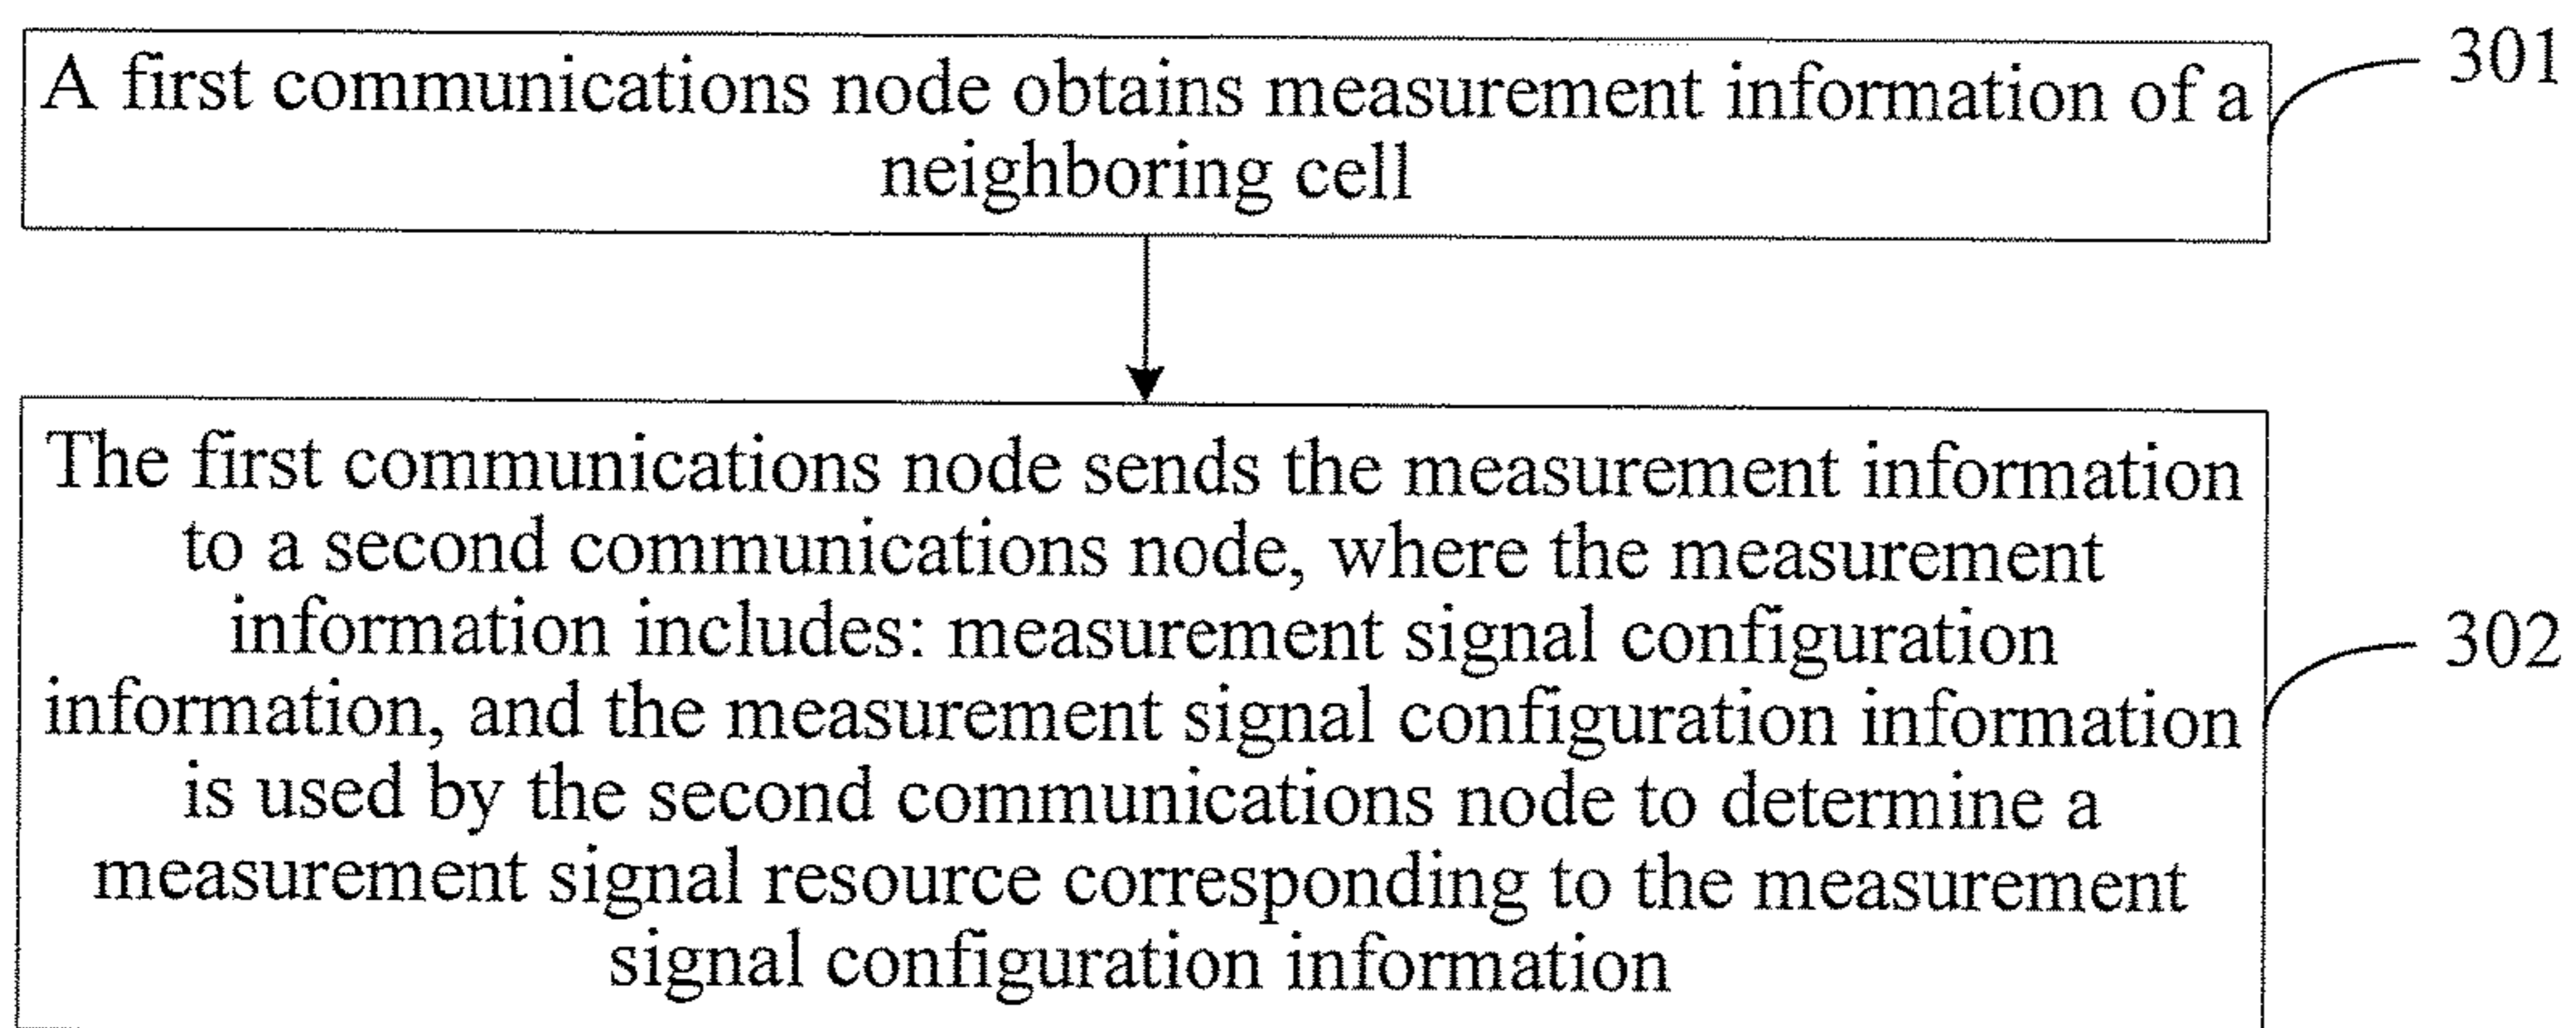 A first communications node obtains measurement information of a
neighboring cell
301
The first communications node sends the measurement information
to a second communications node, where the measurement
information includes: measurement signal configuration
information, and the measurement signal configuration information
is used by the second communications node to determine a
measurement signal resource corresponding to the measurement
signal configuration information
302